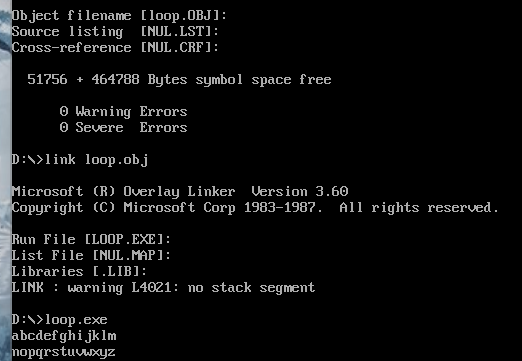 Object filename [loop.OBJ]:
Source listing  [NUL.LST]:
Cross-reference [NUL.CRF]:
51756 + 464788 Bytes symbol space free
0 Warning Errors
0 Severe  Errors
D:\>link loop.obj
Microsoft (R) Overlay Linker  Version 3.60
Copyright (C) Microsoft Corp 1983-1987.  All rights reserved.
Run File [LOOP.EXE]:
List File [NUL.MAP]:
Libraries [.LIB]:
LINK : warning L4021: no stack segment
D:\>loop.exe
abcdefghijklm
nopqrstuvwxyz